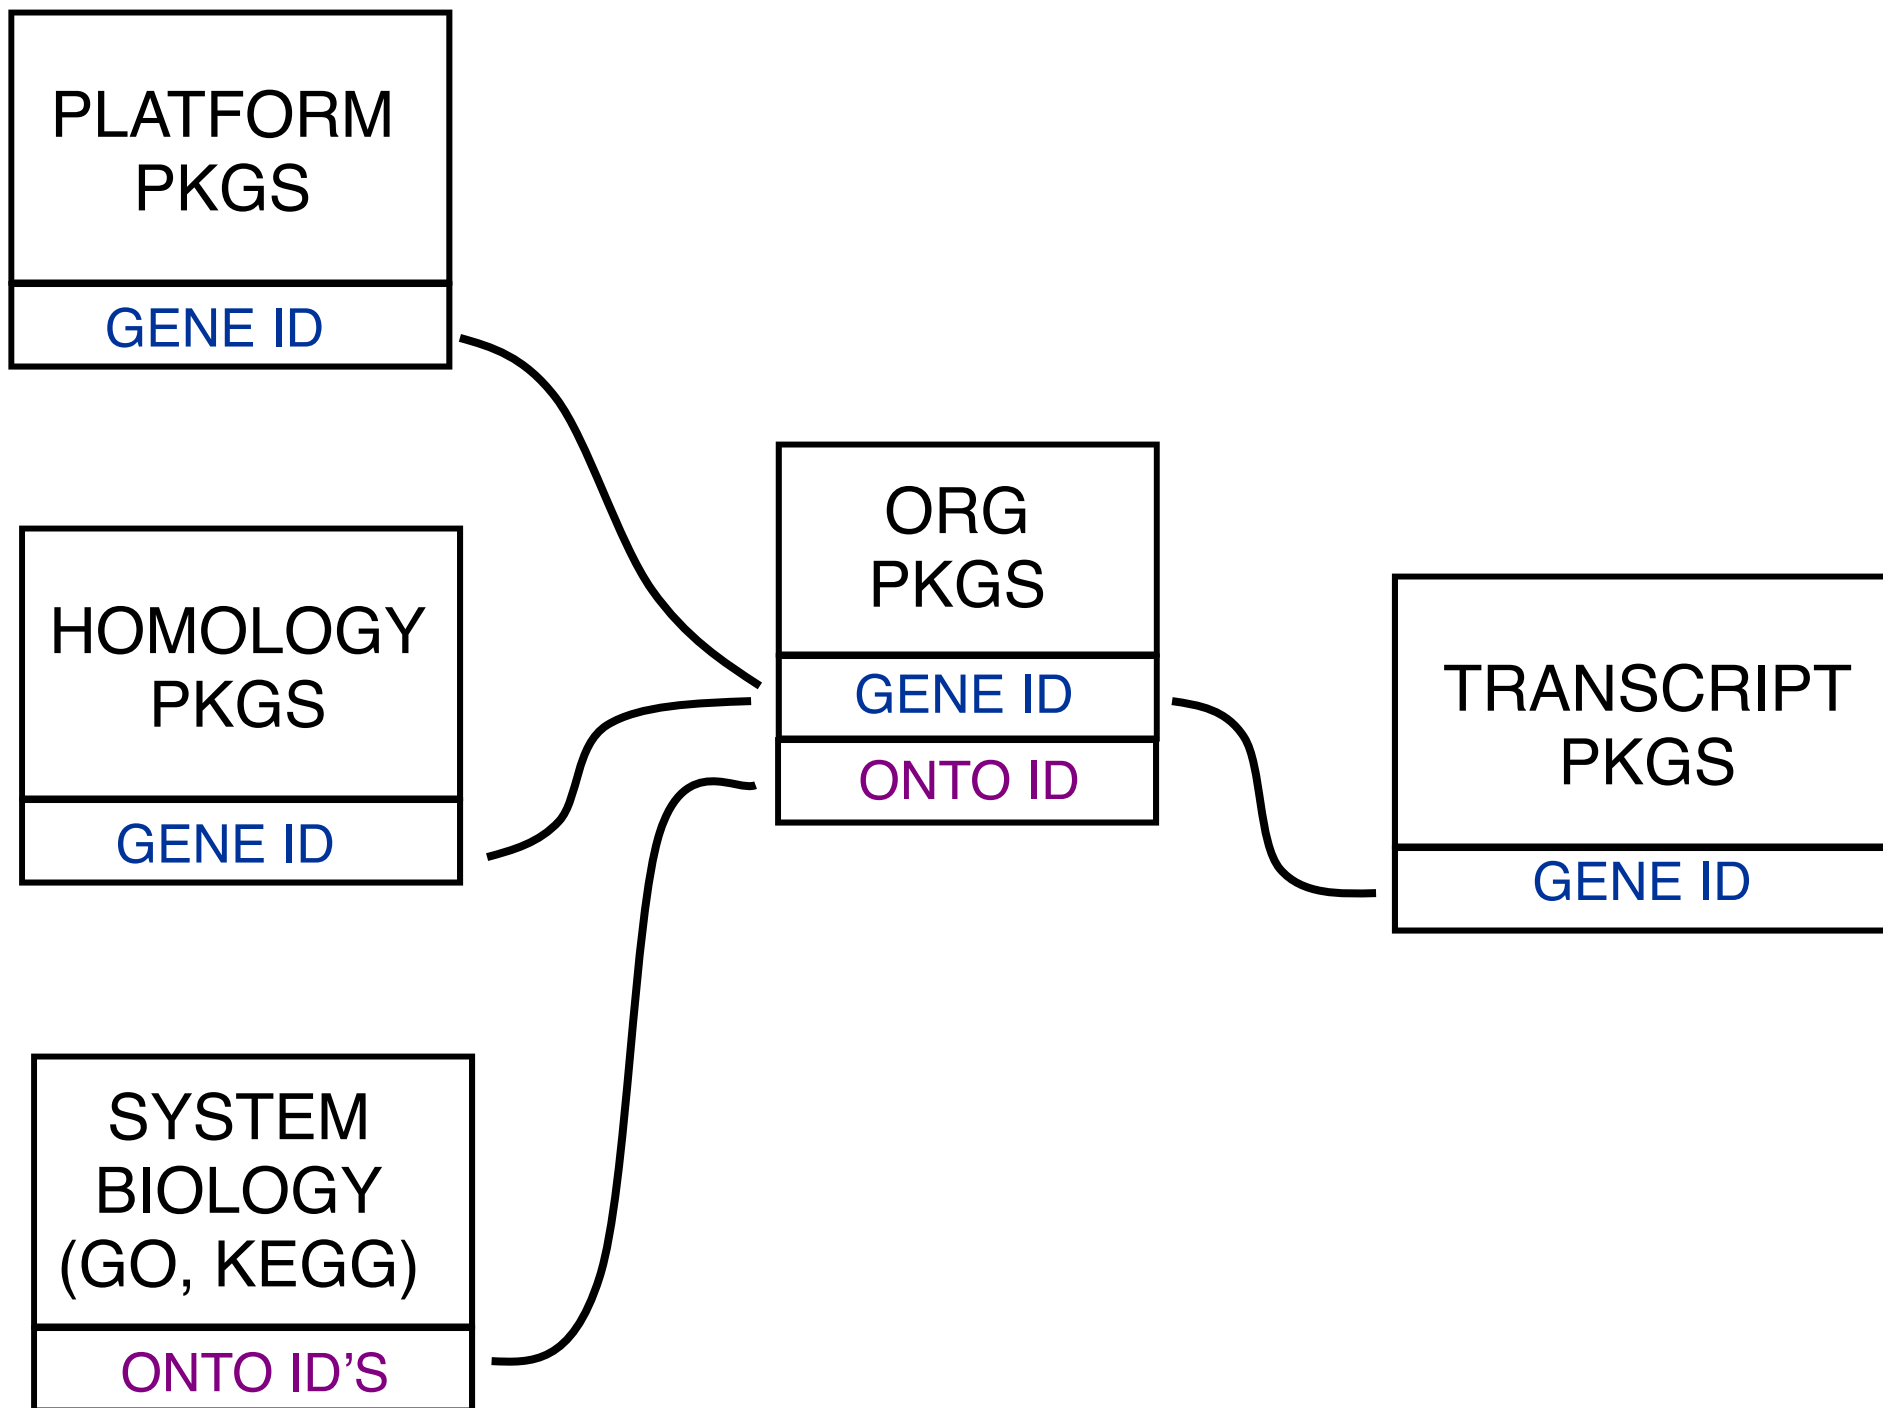 PLATFORM
PKGS
GENE ID
HOMOLOGY
PKGS
GENE ID
SYSTEM
BIOLOGY
(GO, KEGG)
ONTO ID’S
ORG
PKGS
GENE ID
ONTO ID
TRANSCRIPT
PKGS
GENE ID